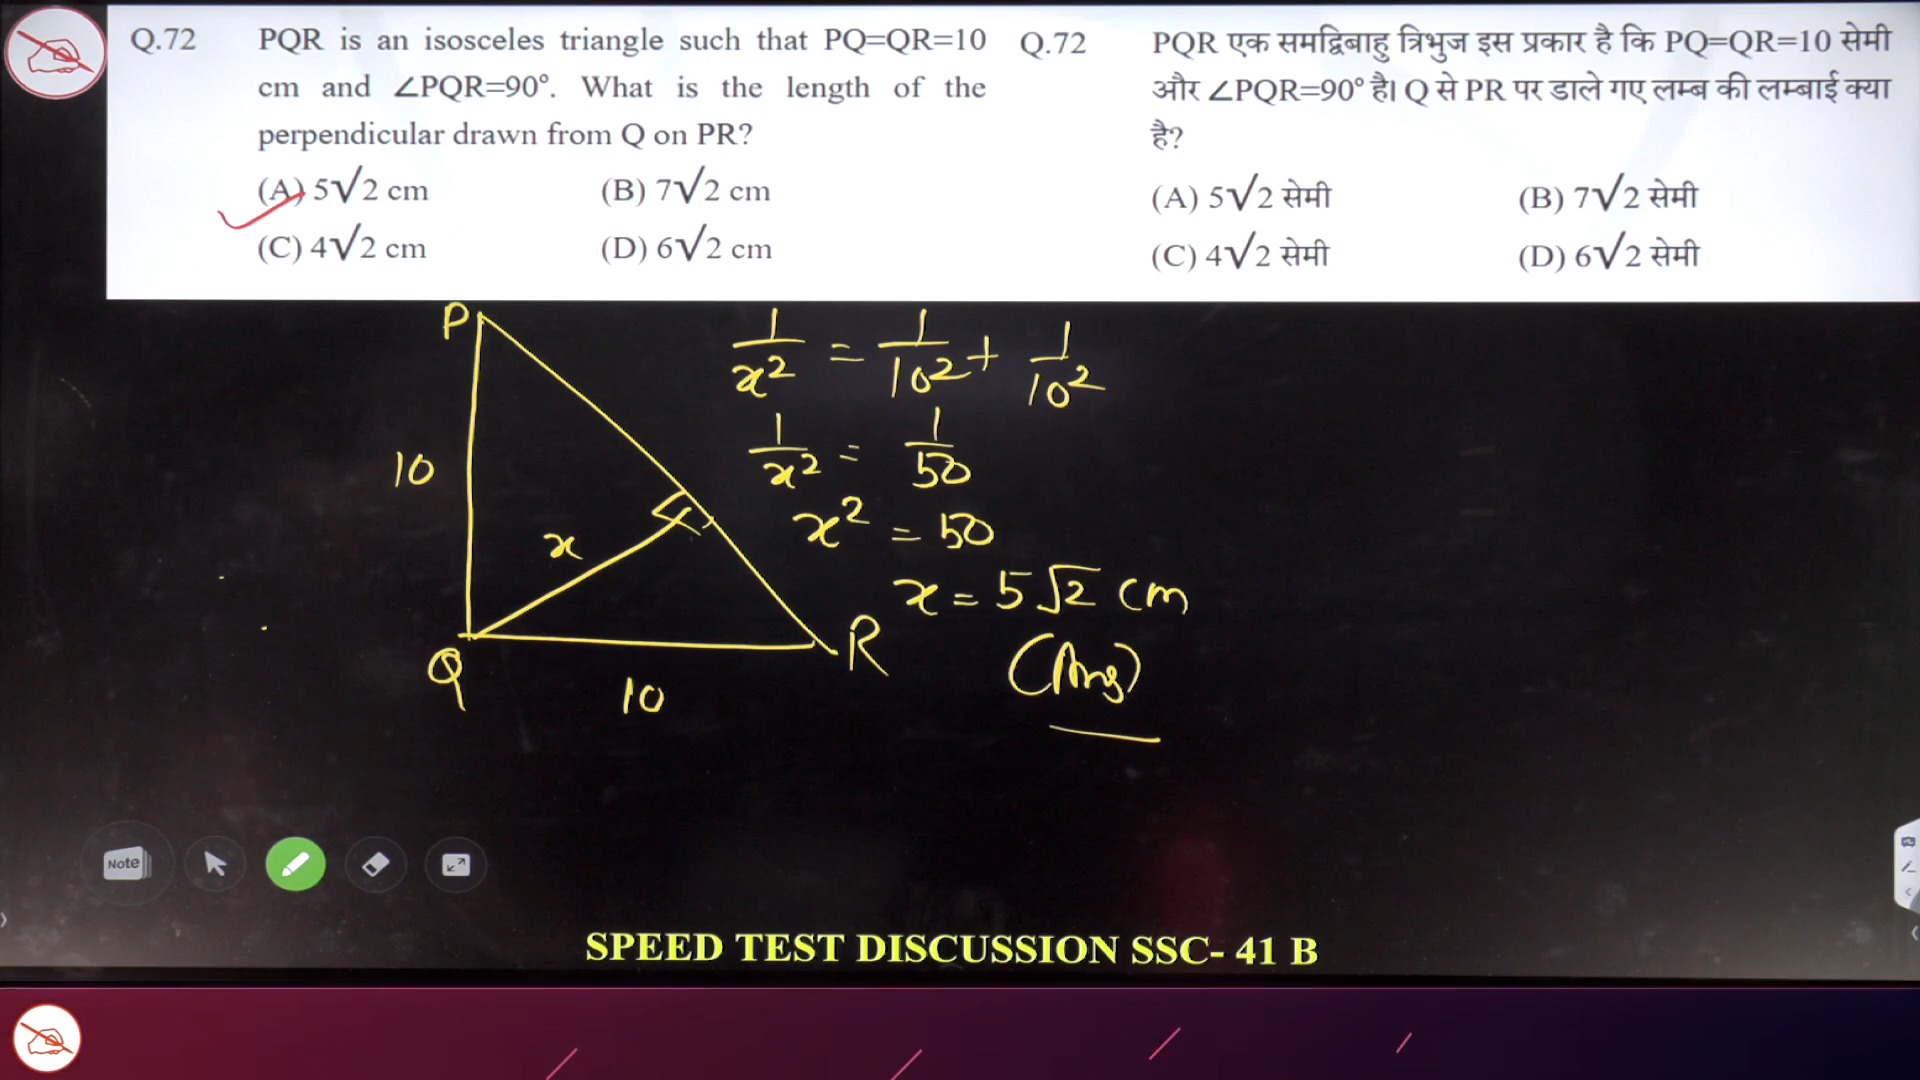 Q.72 PQR is an isosceles triangle such that PQ=QR=10
cm and ∠PQR=90°. What is the length of the
perpendicular drawn from Q on PR?
(A) 5√2 cm (B) 7√2 cm
(C) 4√2 cm (D) 6√2 cm
Q.72 PQR एक समद्विबाहु त्रिभुज इस प्रकार है कि PQ=QR=10 सेमी
और ∠PQR=90° है। Q से PR पर डाले गए लम्ब की लम्बाई क्या
है?
(A) 5√2 सेमी (B) 7√2 सेमी
(C) 4√2 सेमी (D) 6√2 सेमी
P
10
x
Q
10
R
1/x² = 1/10² + 1/10²
1/x² = 1/50
x² = 50
x = 5√2 cm
(Ans)
Note
SPEED TEST DISCUSSION SSC- 41 B